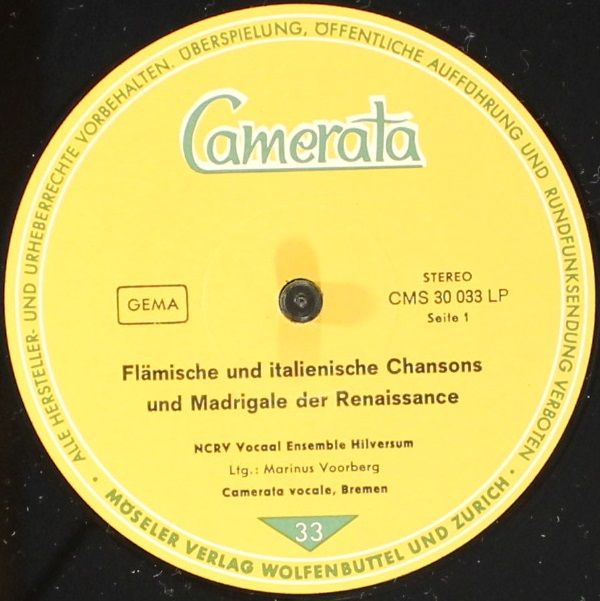 ALLE HERSTELLER- UND URHEBERRECHTE VORBEHALTEN. ÜBERSPIELUNG, ÖFFENTLICHE AUFFÜHRUNG UND RUNDFUNKSENDUNG VERBOTEN
Camerata
GEMA
STEREO
CMS 30 033 LP
Seite 1
Flämische und italienische Chansons
und Madrigale der Renaissance
NCRV Vocaal Ensemble Hilversum
Ltg.: Marinus Voorberg
Camerata vocale, Bremen
33
· MÖSELER VERLAG WOLFENBÜTTEL UND ZÜRICH ·